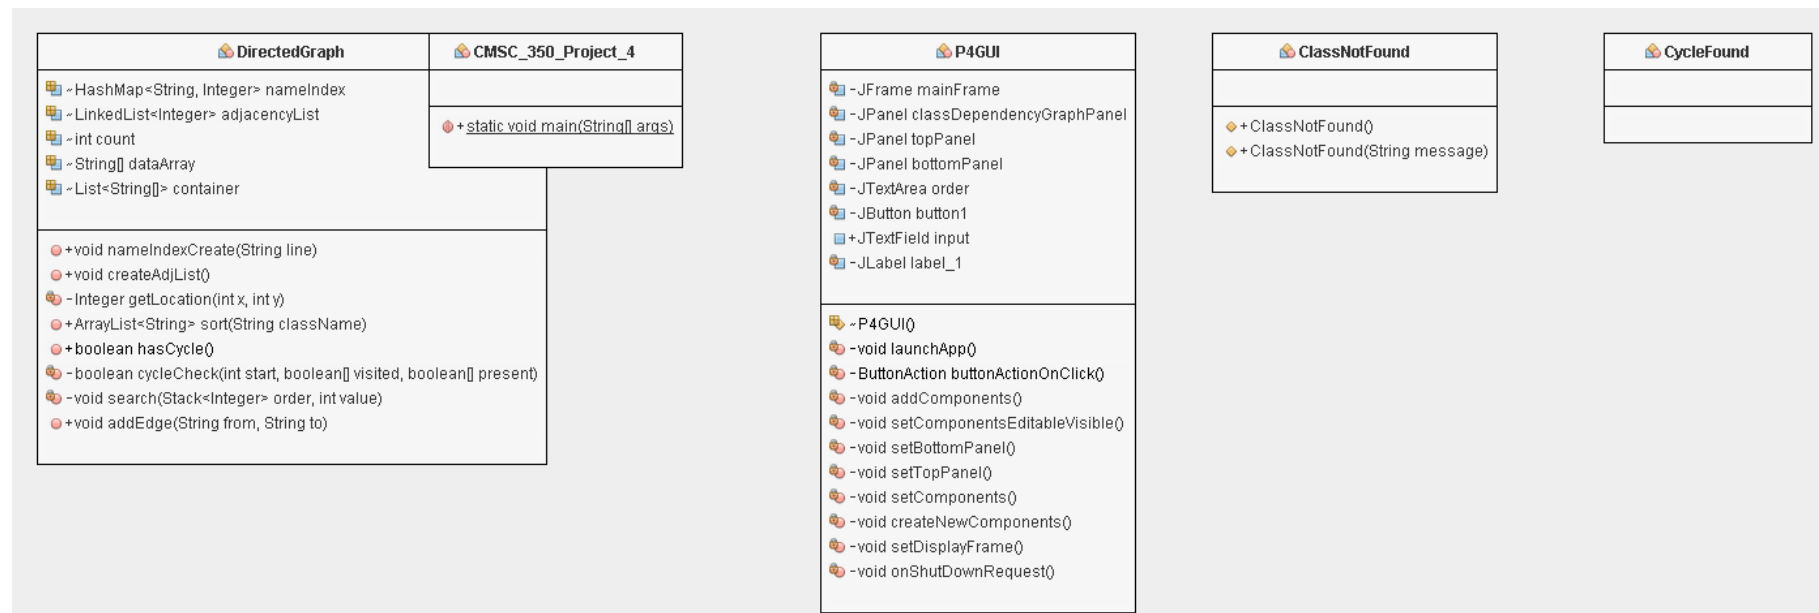 DirectedGraph
~HashMap<String, Integer> nameIndex
~LinkedList<Integer> adjacencyList
~int count
~String[] dataArray
~List<String[]> container
+void nameIndexCreate(String line)
+void createAdjList()
-Integer getLocation(int x, int y)
+ArrayList<String> sort(String className)
+boolean hasCycle()
-boolean cycleCheck(int start, boolean[] visited, boolean[] present)
-void search(Stack<Integer> order, int value)
+void addEdge(String from, String to)
CMSC_350_Project_4
+static void main(String[] args)
P4GUI
-JFrame mainFrame
-JPanel classDependencyGraphPanel
-JPanel topPanel
-JPanel bottomPanel
-JTextArea order
-JButton button1
+JTextField input
-JLabel label_1
~P4GUI()
-void launchApp()
-ButtonAction buttonActionOnClick()
-void addComponents()
-void setComponentsEditableVisible()
-void setBottomPanel()
-void setTopPanel()
-void setComponents()
-void createNewComponents()
-void setDisplayFrame()
-void onShutDownRequest()
ClassNotFound
+ClassNotFound()
+ClassNotFound(String message)
CycleFound